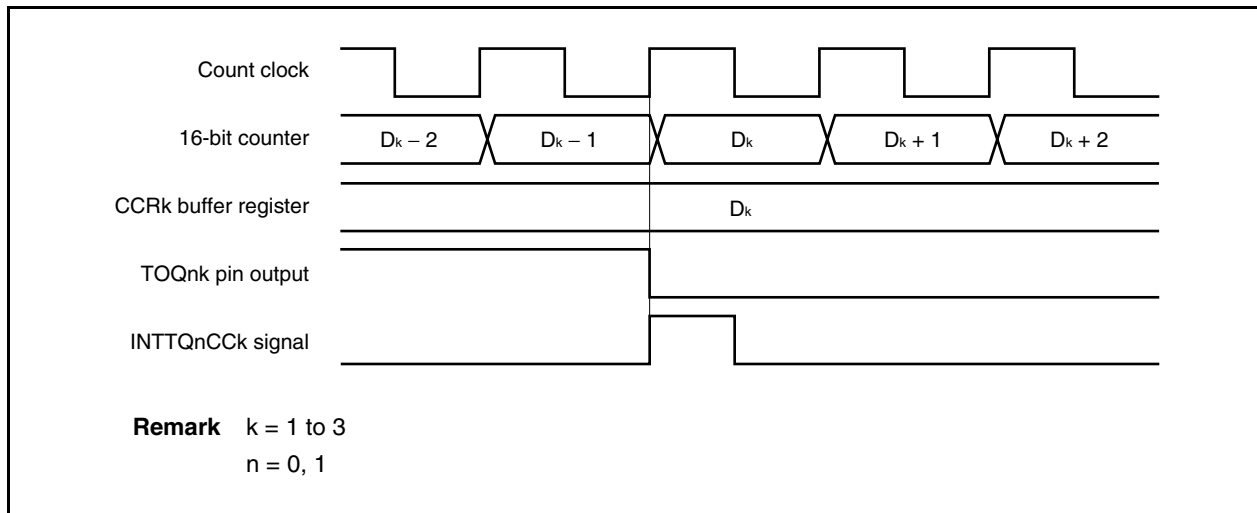 Count clock
16-bit counter Dk − 2 Dk − 1 Dk Dk + 1 Dk + 2
CCRk buffer register Dk
TOQnk pin output
INTTQnCCk signal
Remark k = 1 to 3
n = 0, 1